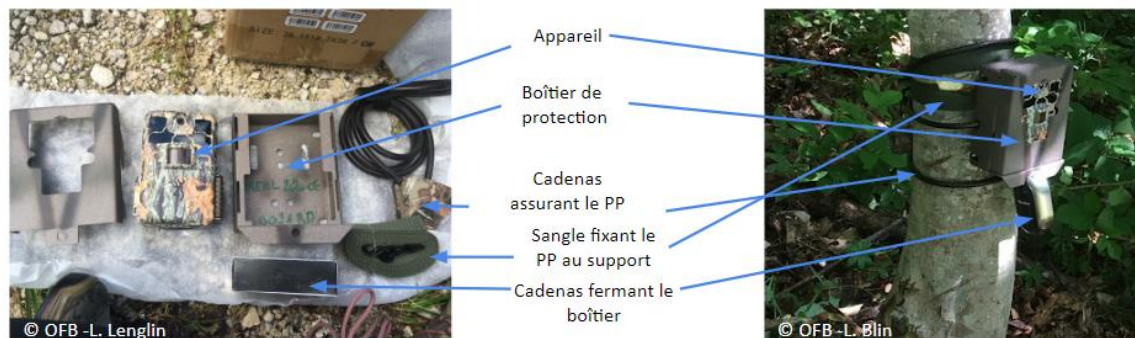 SIZE:
Appareil
Boîtier de
protection
Cadenas
assurant le PP
Sangle fixant le
PP au support
Cadenas fermant le
boîtier
© OFB -L. Lenglin
© OFB -L. Blin